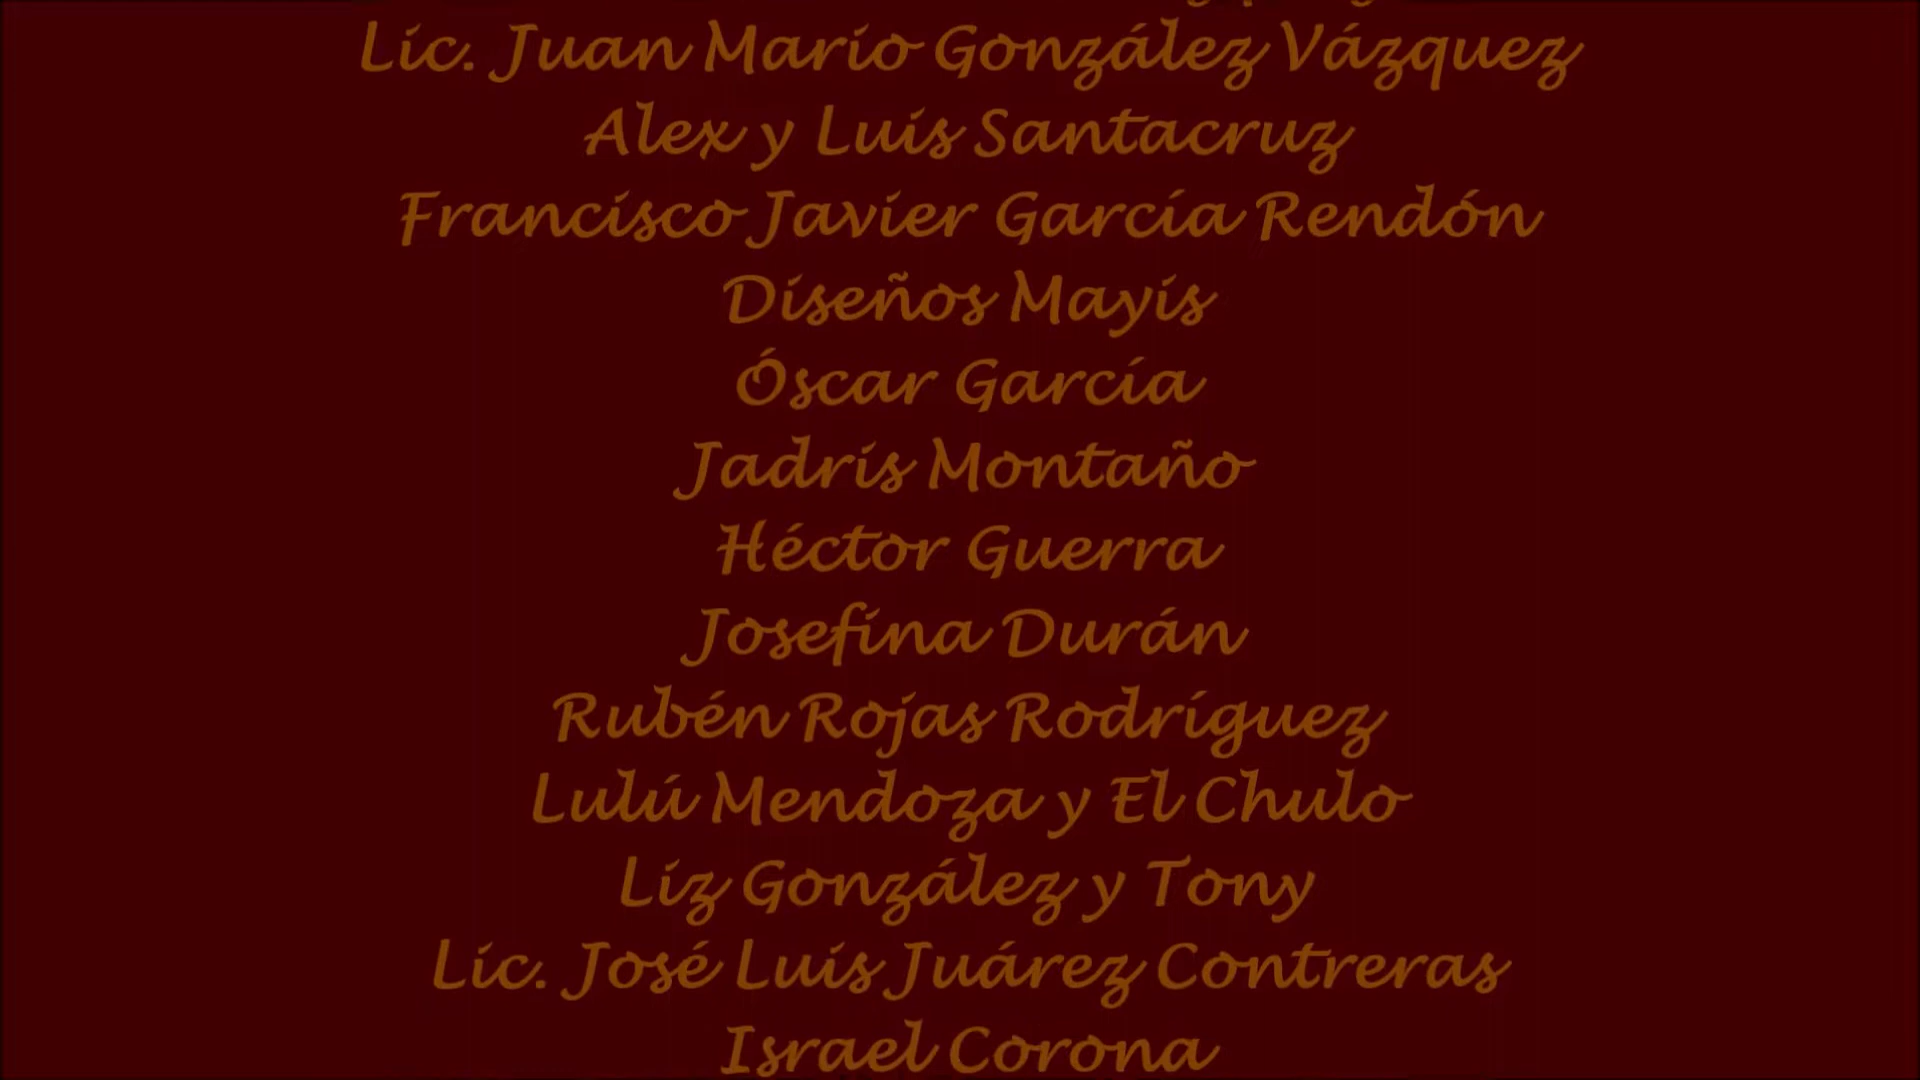 Lic. Juan Mario González Vázquez
Alex y Luis Santacruz
Francisco Javier García Rendón
Diseños Mayis
Óscar García
Jadris Montaño
Héctor Guerra
Josefina Durán
Rubén Rojas Rodríguez
Lulú Mendoza y El Chulo
Liz González y Tony
Lic. José Luis Juárez Contreras
Israel Corona